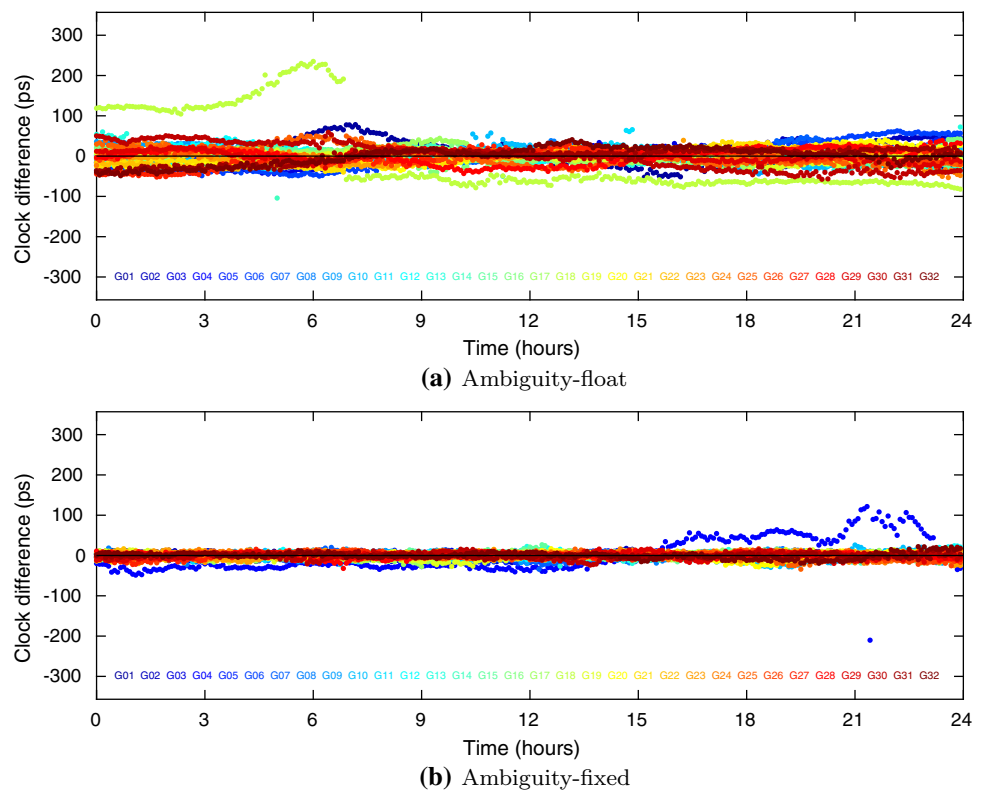 300
200
100
0
-100
-200
-300
Clock difference (ps)
G01 G02 G03 G04 G05 G06 G07 G08 G09 G10 G11 G12 G13 G14 G15 G16 G17 G18 G19 G20 G21 G22 G23 G24 G25 G26 G27 G28 G29 G30 G31 G32
0 3 6 9 12 15 18 21 24
Time (hours)
(a) Ambiguity-float
300
200
100
0
-100
-200
-300
Clock difference (ps)
G01 G02 G03 G04 G05 G06 G07 G08 G09 G10 G11 G12 G13 G14 G15 G16 G17 G18 G19 G20 G21 G22 G23 G24 G25 G26 G27 G28 G29 G30 G31 G32
0 3 6 9 12 15 18 21 24
Time (hours)
(b) Ambiguity-fixed